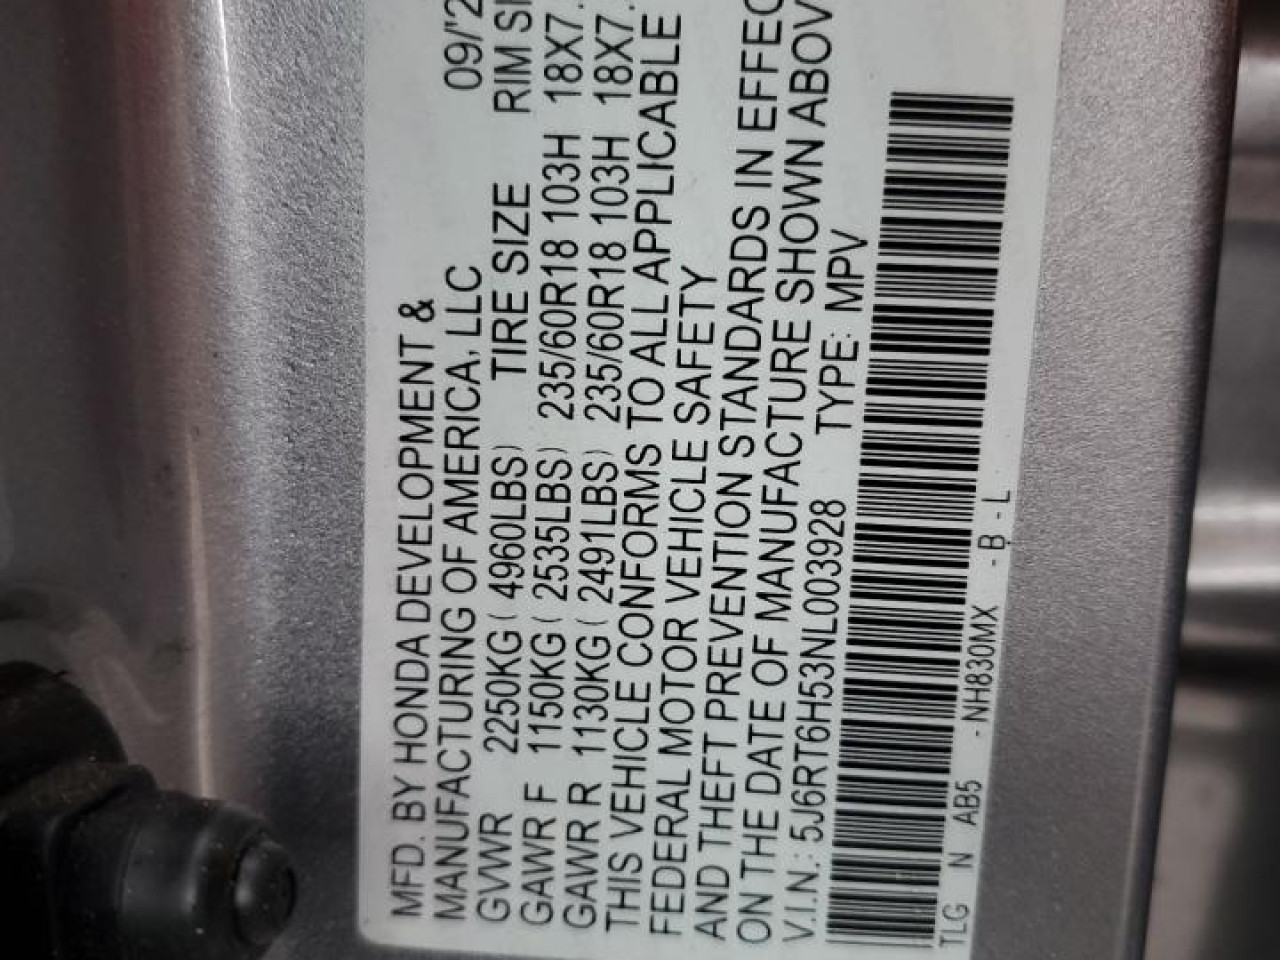 MFD. BY HONDA DEVELOPMENT &
MANUFACTURING OF AMERICA, LLC 09/'2
GVWR 2250KG ( 4960LBS) TIRE SIZE RIM SI
GAWR F 1150KG ( 2535LBS) 235/60R18 103H 18X7.
GAWR R 1130KG ( 2491LBS) 235/60R18 103H 18X7.
THIS VEHICLE CONFORMS TO ALL APPLICABLE
FEDERAL MOTOR VEHICLE SAFETY
AND THEFT PREVENTION STANDARDS IN EFFEC
ON THE DATE OF MANUFACTURE SHOWN ABOV
V.I.N.: 5J6RT6H53NL003928 TYPE: MPV
TLG N AB5 - NH830MX - B - L